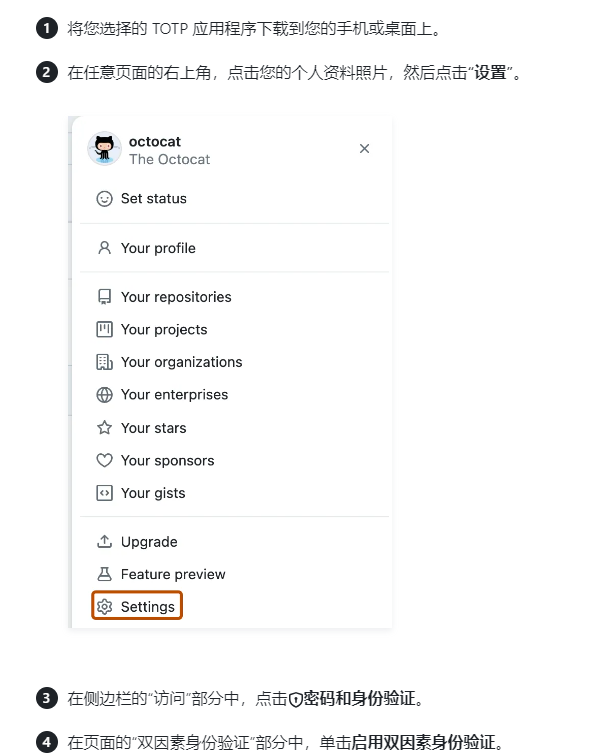 1 将您选择的 TOTP 应用程序下载到您的手机或桌面上。
2 在任意页面的右上角，点击您的个人资料照片，然后点击“设置”。
octocat
The Octocat
Set status
Your profile
Your repositories
Your projects
Your organizations
Your enterprises
Your stars
Your sponsors
Your gists
Upgrade
Feature preview
Settings
3 在侧边栏的“访问”部分中，点击密码和身份验证。
4 在页面的“双因素身份验证”部分中，单击启用双因素身份验证。